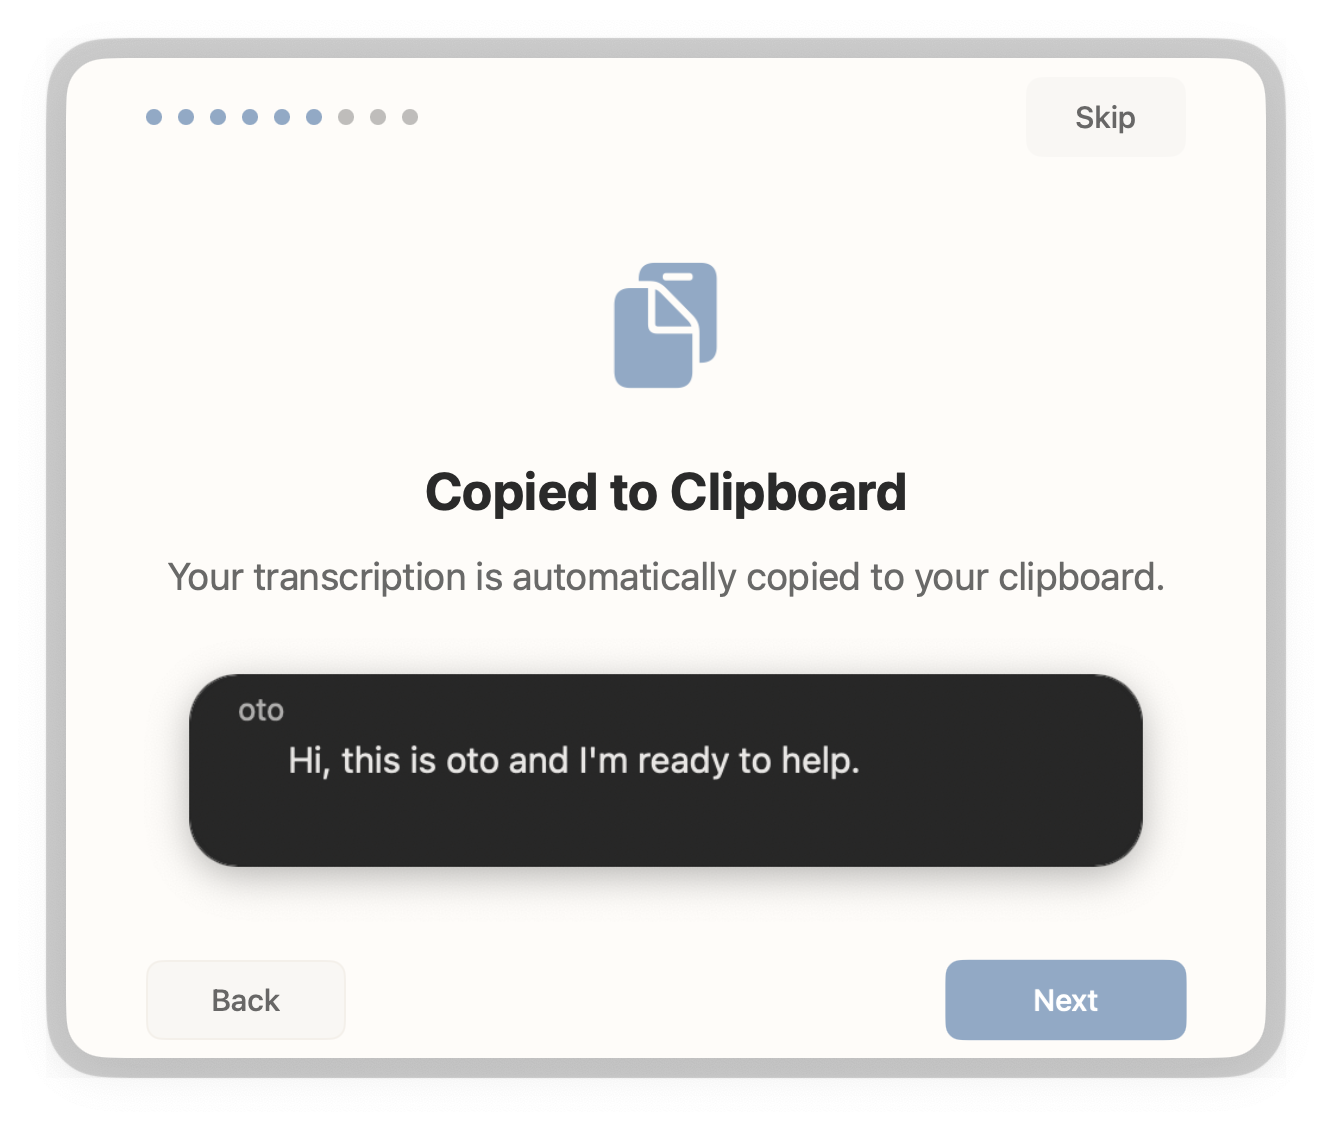 Skip
Copied to Clipboard
Your transcription is automatically copied to your clipboard.
oto
Hi, this is oto and I'm ready to help.
Back
Next